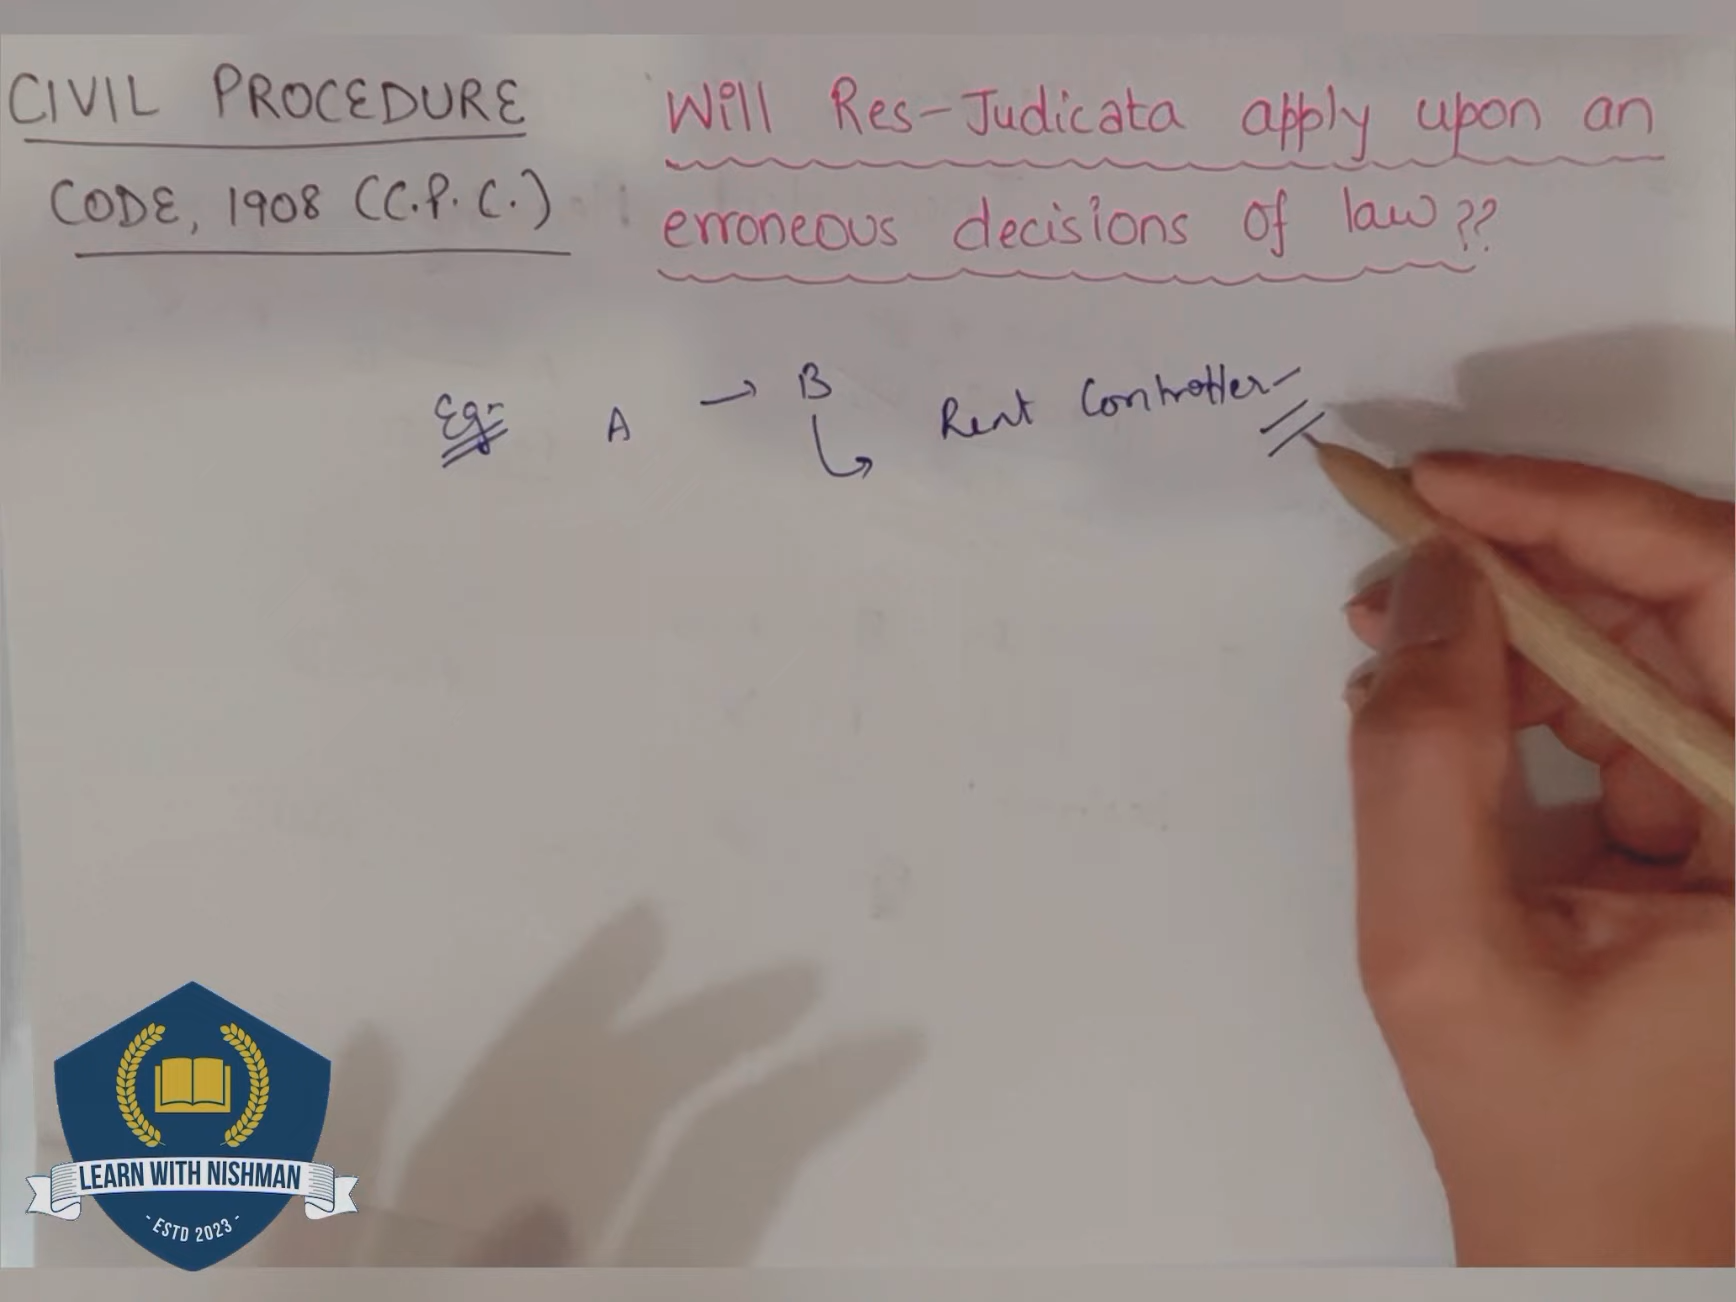 CIVIL PROCEDURE
CODE, 1908 (C.P.C.)
Will Res-Judicata apply upon an
erroneous decisions of law??
Eg:- A → B Rent Controller
LEARN WITH NISHMAN
- ESTD 2023 -